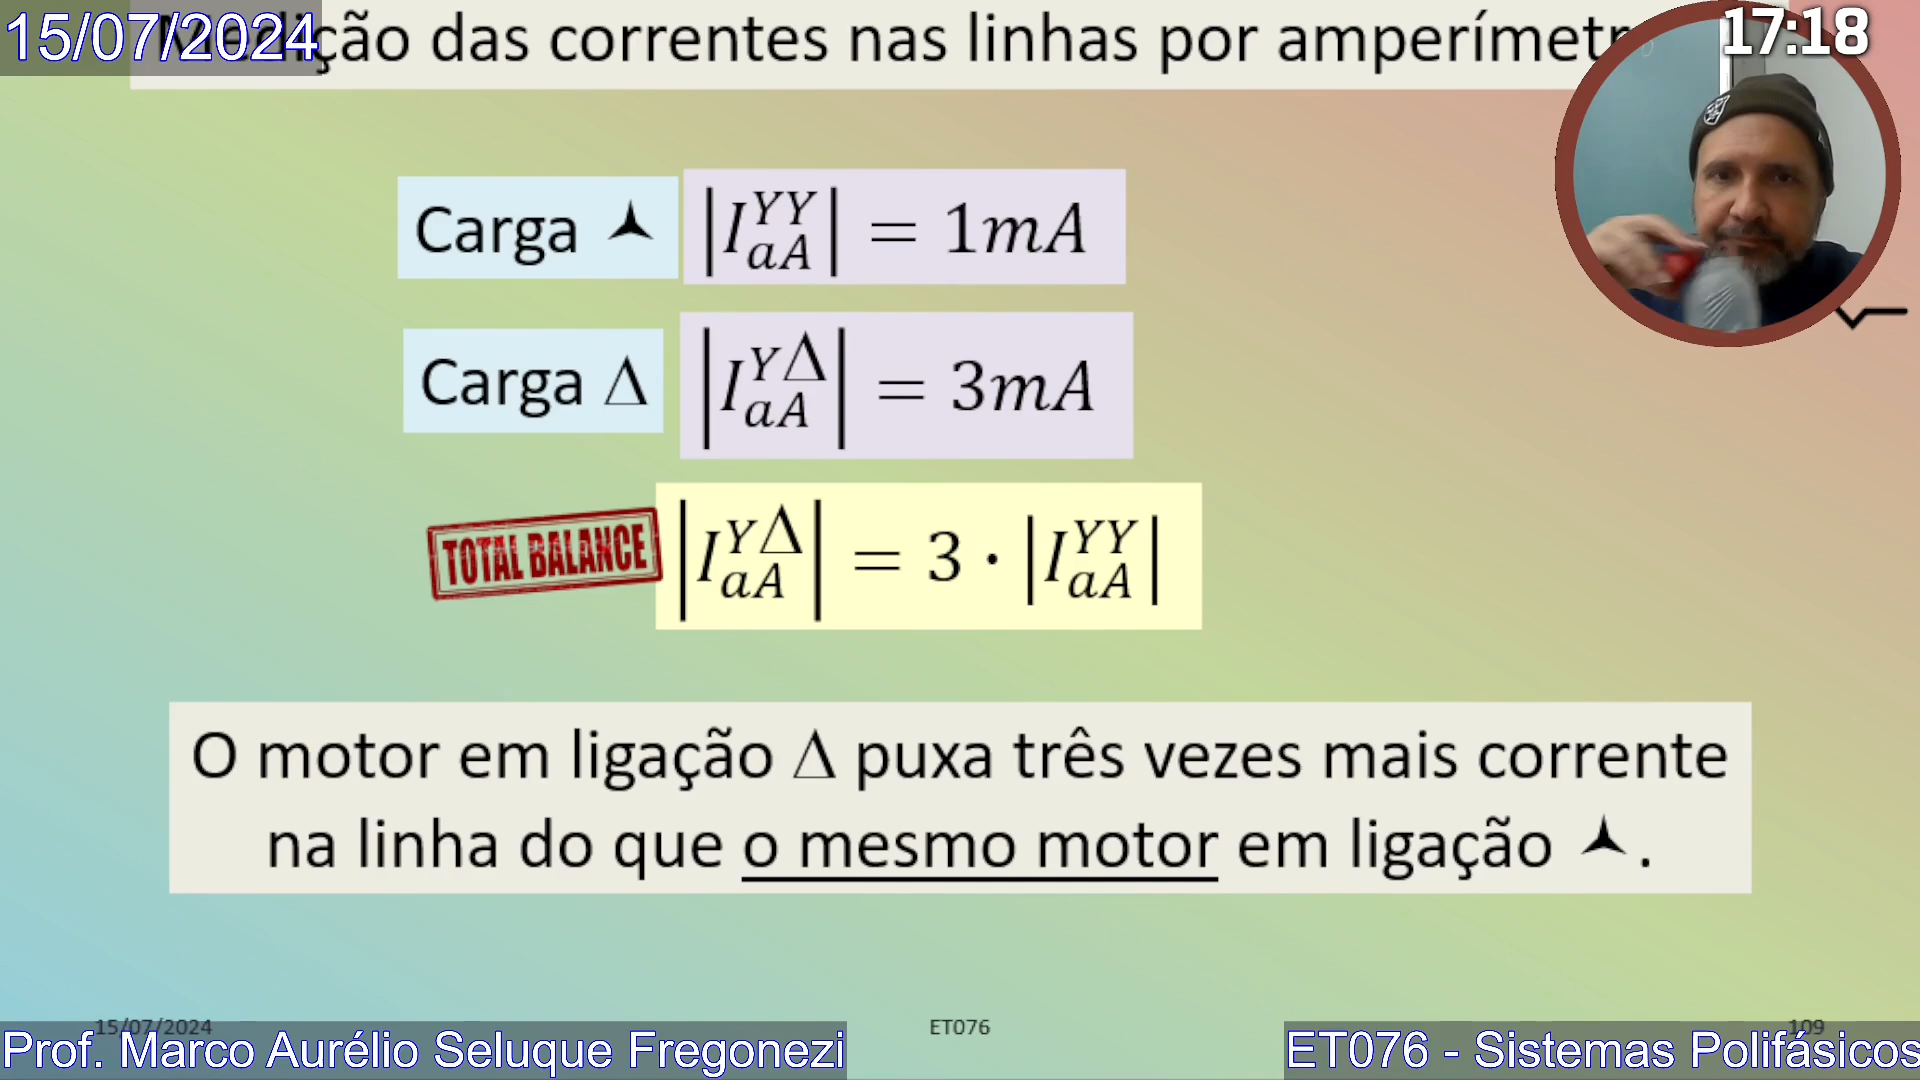 15/07/2024
17:18
Medição das correntes nas linhas por amperímetro
Carga ⅄ |I_{aA}^{YY}| = 1mA
Carga Δ |I_{aA}^{YΔ}| = 3mA
TOTAL BALANCE |I_{aA}^{YΔ}| = 3 · |I_{aA}^{YY}|
O motor em ligação Δ puxa três vezes mais corrente
na linha do que o mesmo motor em ligação ⅄.
15/07/2024 ET076 109
Prof. Marco Aurélio Seluque Fregonezi
ET076 - Sistemas Polifásicos